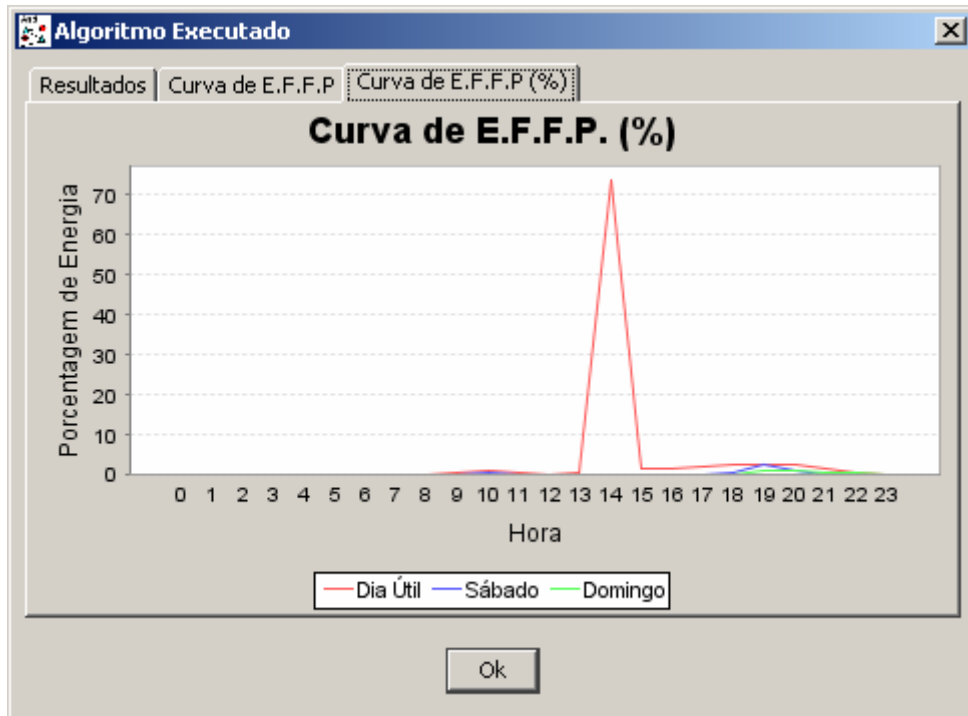 Algoritmo Executado
Resultados
Curva de E.F.F.P
Curva de E.F.F.P (%)
Curva de E.F.F.P. (%)
Porcentagem de Energia
70
60
50
40
30
20
10
0
0 1 2 3 4 5 6 7 8 9 10 11 12 13 14 15 16 17 18 19 20 21 22 23
Hora
Dia Útil Sábado Domingo
Ok